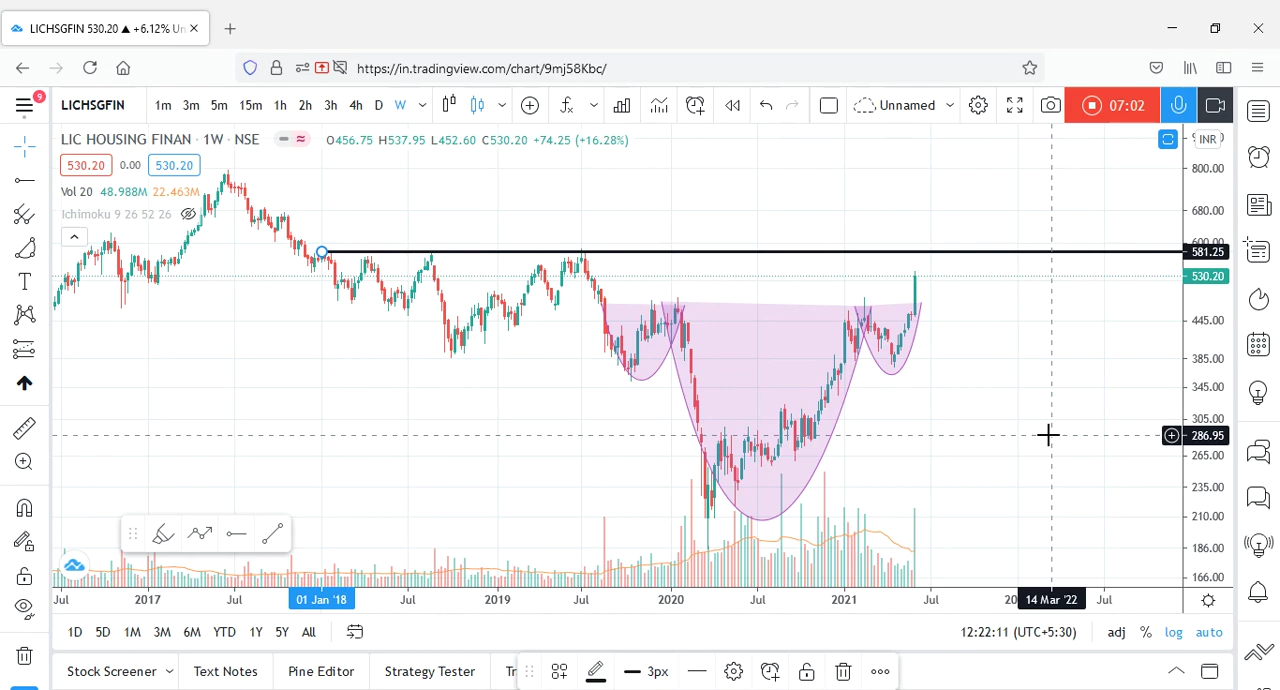 LICHSGFIN 530.20 ▲ +6.12% Un
https://in.tradingview.com/chart/9mj58Kbc/
9
LICHSGFIN 1m 3m 5m 15m 1h 2h 3h 4h D W Unnamed 07:02
LIC HOUSING FINAN · 1W · NSE O456.75 H537.95 L452.60 C530.20 +74.25 (+16.28%) INR
530.20 0.00 530.20
Vol 20 48.988M 22.463M
Ichimoku 9 26 52 26
800.00
680.00
600.00
581.25
530.20
445.00
385.00
345.00
305.00
286.95
265.00
235.00
210.00
186.00
166.00
Jul 2017 Jul 01 Jan '18 Jul 2019 Jul 2020 Jul 2021 Jul 20 14 Mar '22 Jul
1D 5D 1M 3M 6M YTD 1Y 5Y All 12:22:11 (UTC+5:30) adj % log auto
Stock Screener Text Notes Pine Editor Strategy Tester Tr 3px